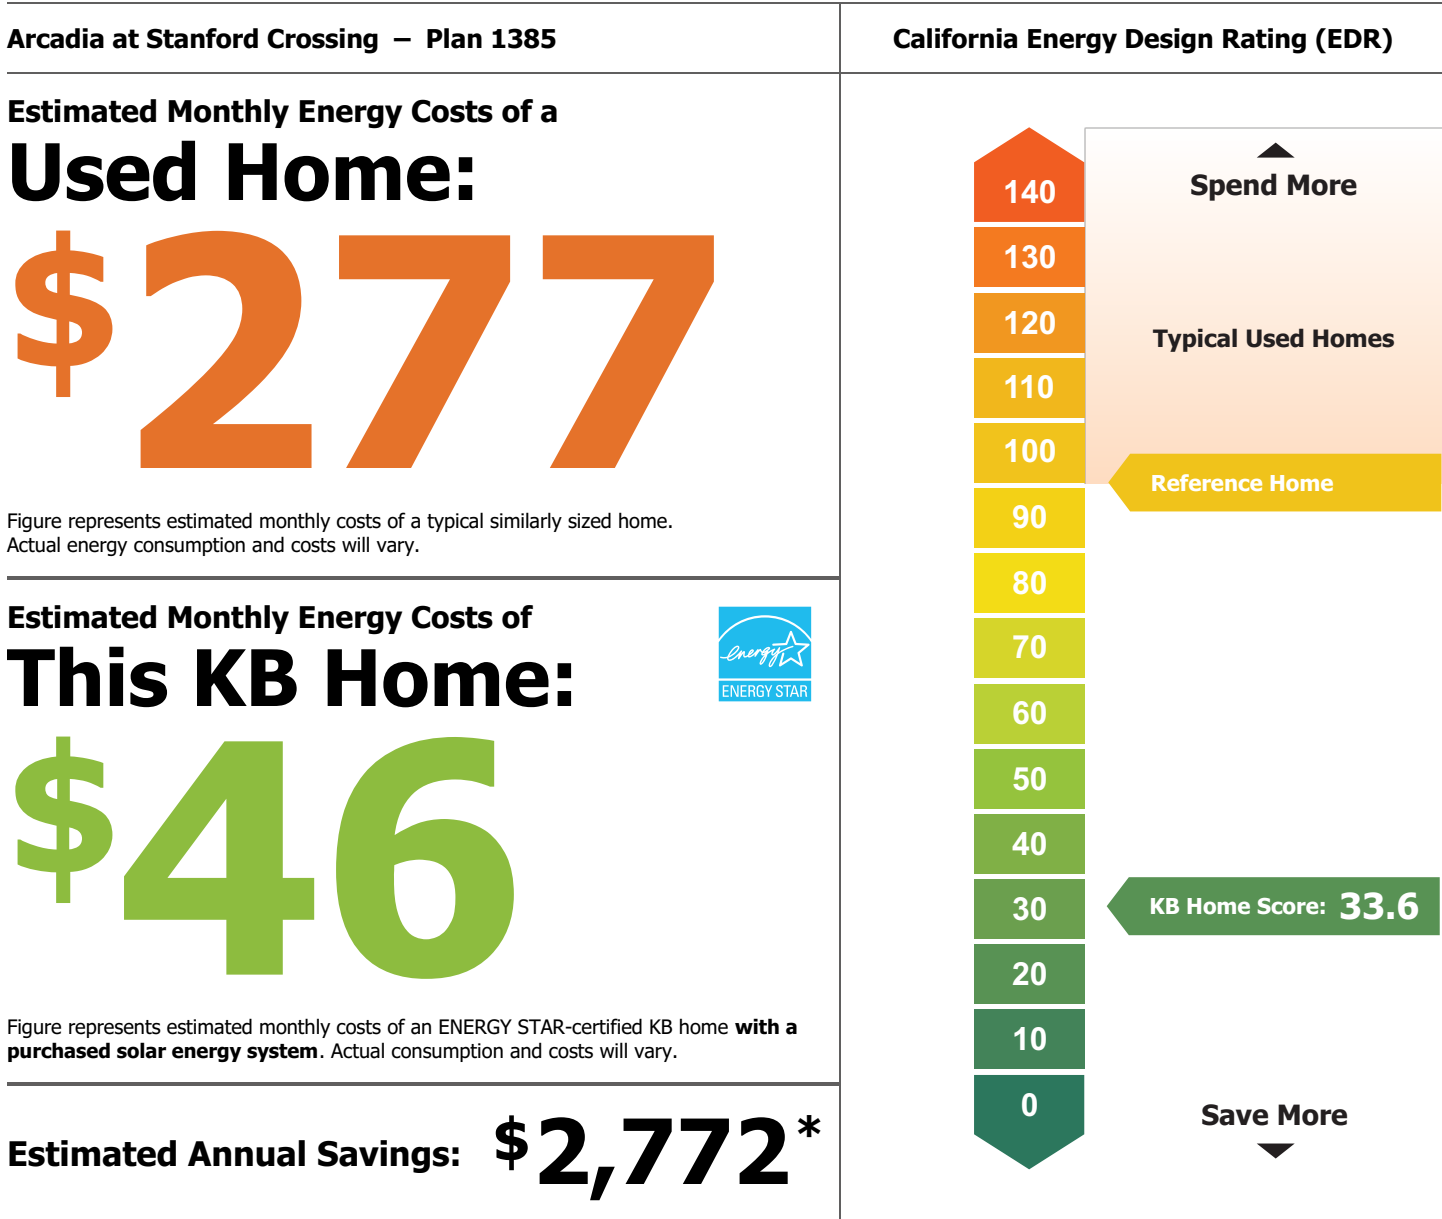 Arcadia at Stanford Crossing – Plan 1385
Estimated Monthly Energy Costs of a
Used Home:
$277
Figure represents estimated monthly costs of a typical similarly sized home.
Actual energy consumption and costs will vary.
Estimated Monthly Energy Costs of
This KB Home:
energy
ENERGY STAR
$46
Figure represents estimated monthly costs of an ENERGY STAR-certified KB home with a
purchased solar energy system. Actual consumption and costs will vary.
Estimated Annual Savings: $2,772*
California Energy Design Rating (EDR)
140
Spend More
130
120
Typical Used Homes
110
100
Reference Home
90
80
70
60
50
40
30
KB Home Score: 33.6
20
10
0
Save More